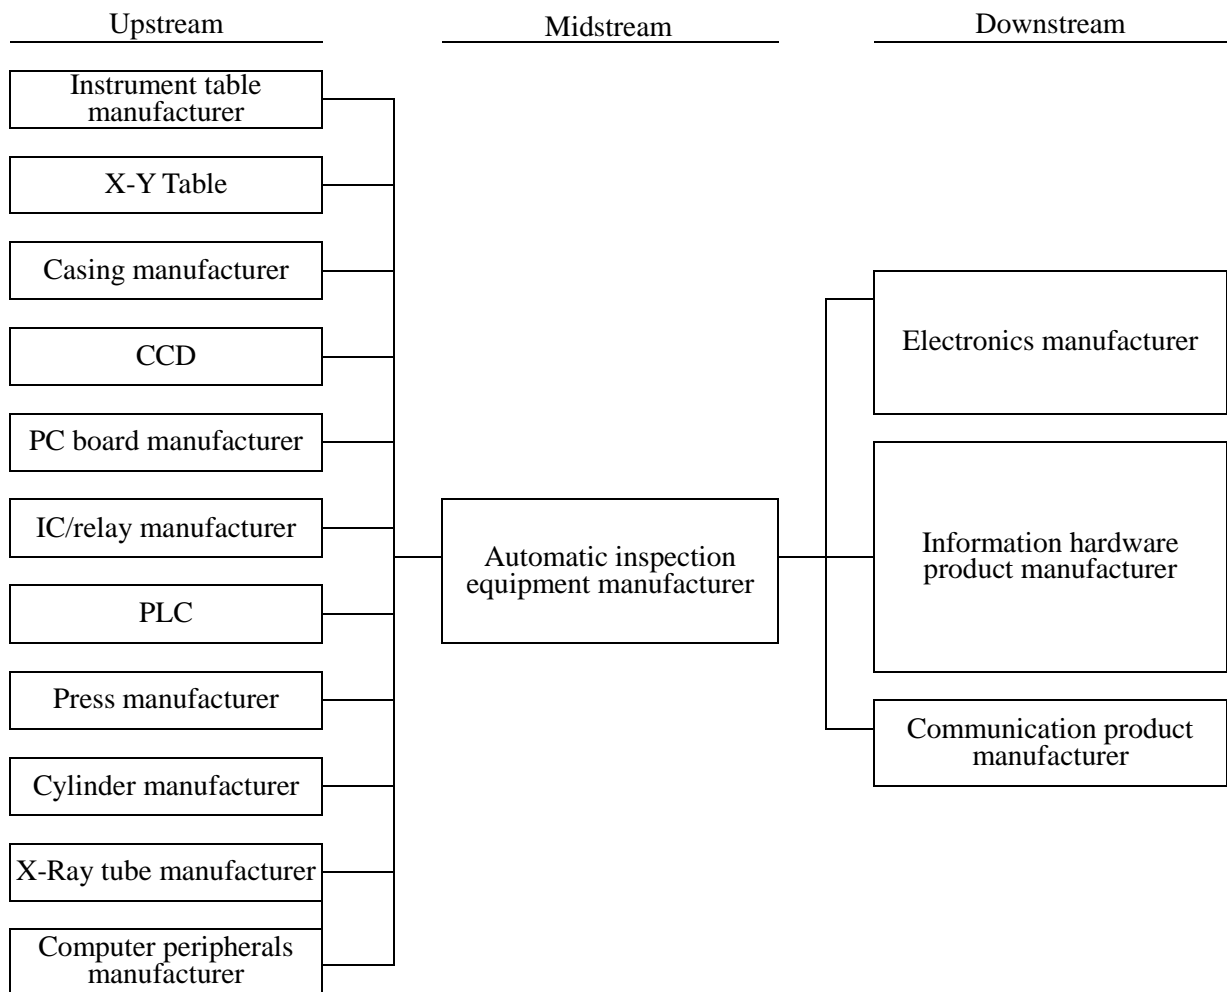 Upstream
Midstream
Downstream
Instrument table
manufacturer
X-Y Table
Casing manufacturer
CCD
PC board manufacturer
IC/relay manufacturer
PLC
Press manufacturer
Cylinder manufacturer
X-Ray tube manufacturer
Computer peripherals
manufacturer
Automatic inspection
equipment manufacturer
Electronics manufacturer
Information hardware
product manufacturer
Communication product
manufacturer